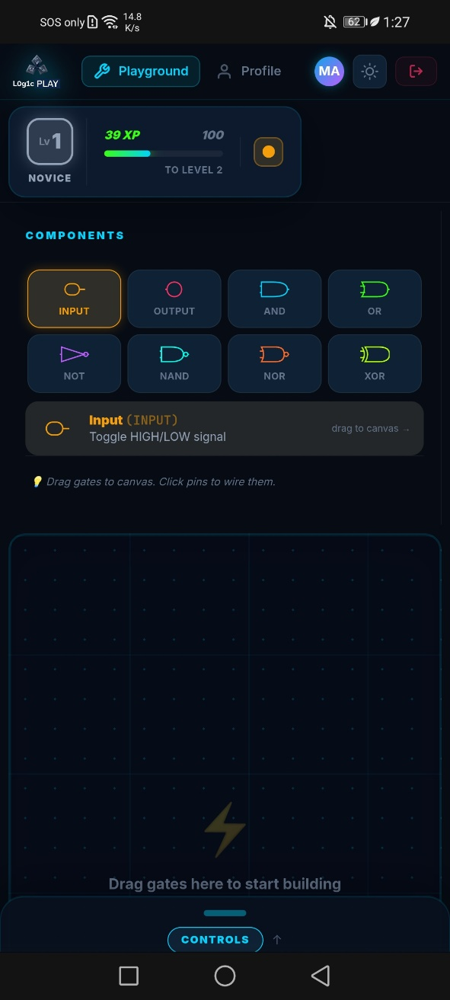 SOS only 14.8 K/s 62 1:27
LOg1c PLAY Playground Profile MA
Lv 1 39 XP 100
TO LEVEL 2
NOVICE
COMPONENTS
INPUT OUTPUT AND OR
NOT NAND NOR XOR
Input (INPUT)
Toggle HIGH/LOW signal
drag to canvas →
💡 Drag gates to canvas. Click pins to wire them.
Drag gates here to start building
CONTROLS ↑